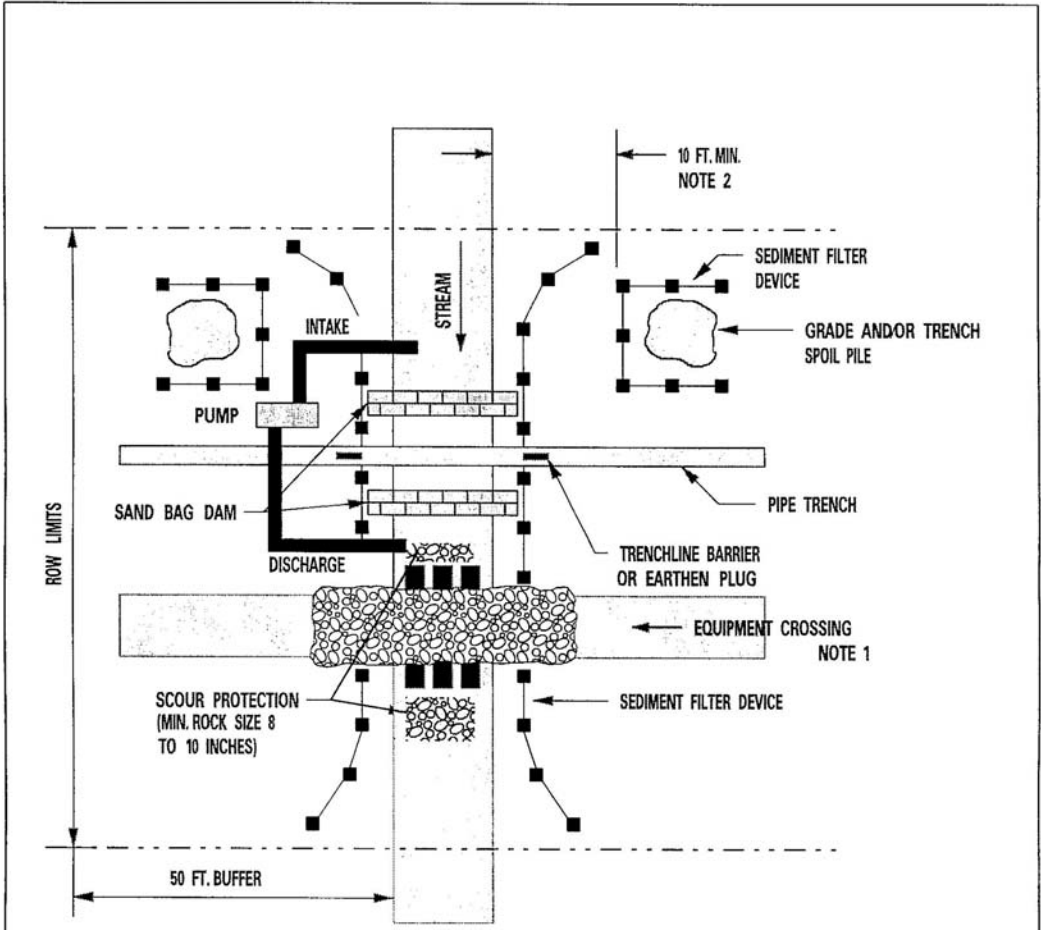 10 FT. MIN.
NOTE 2
SEDIMENT FILTER
DEVICE
STREAM
INTAKE
GRADE AND/OR TRENCH
SPOIL PILE
PUMP
ROW LIMITS
SAND BAG DAM
PIPE TRENCH
DISCHARGE
TRENCHLINE BARRIER
OR EARTHEN PLUG
EQUIPMENT CROSSING
NOTE 1
SCOUR PROTECTION
(MIN. ROCK SIZE 8
TO 10 INCHES)
SEDIMENT FILTER DEVICE
50 FT. BUFFER